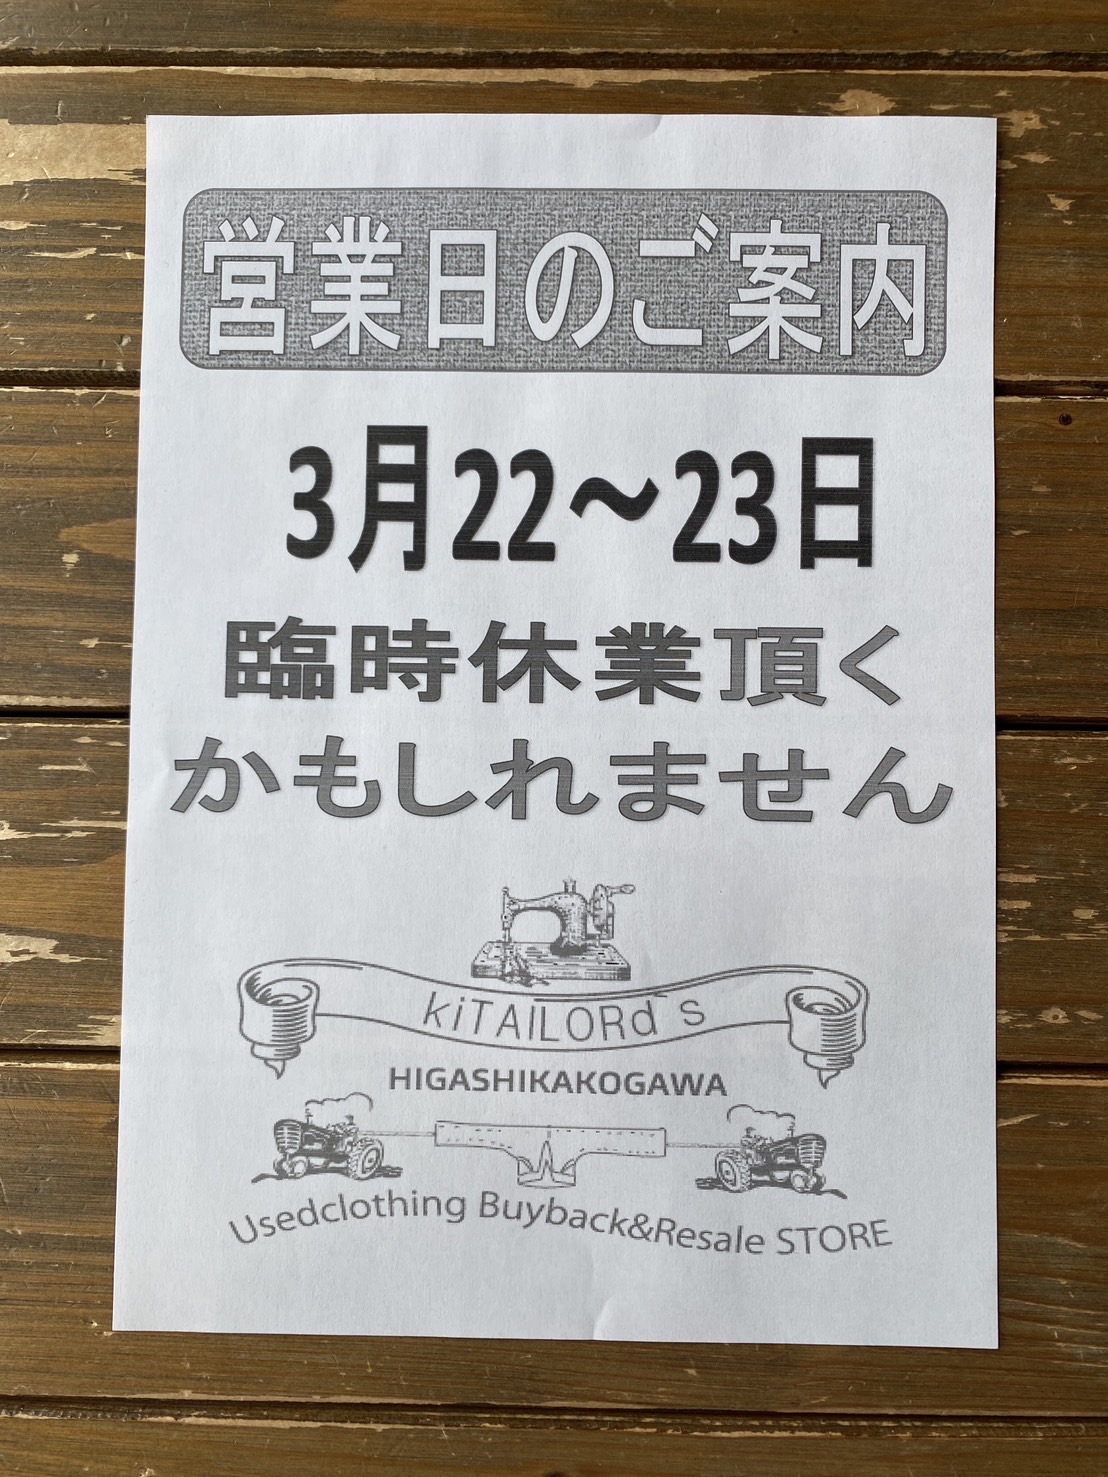 営業日のご案内
3月22～23日
臨時休業頂く
かもしれません
kiTAILORd`s
HIGASHIKAKOGAWA
Usedclothing Buyback&Resale STORE